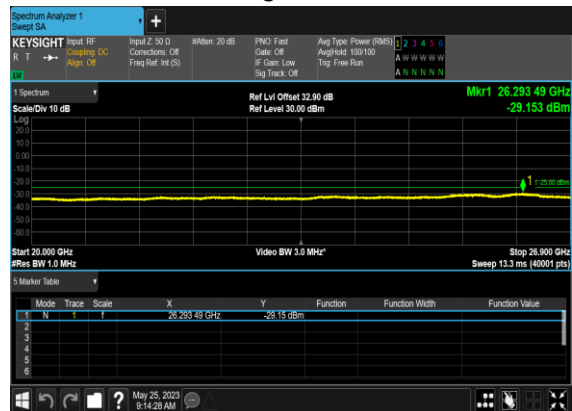 Spectrum Analyzer 1
Swept SA
+
KEYSIGHT
R T
LW
Input: RF
Coupling: DC
Align: Off
Input Z: 50 Ω
Corrections: Off
Freq Ref: Int (S)
#Atten: 20 dB
PNO: Fast
Gate: Off
IF Gain: Low
Sig Track: Off
Avg Type: Power (RMS)
Avg|Hold: 100/100
Trig: Free Run
1 2 3 4 5 6
A W W W W W
A N N N N N
1 Spectrum
Scale/Div 10 dB
Ref Lvl Offset 32.90 dB
Ref Level 30.00 dBm
Mkr1 26.293 49 GHz
-29.153 dBm
Log
20.0
10.0
0.00
-10.0
-20.0
-30.0
-40.0
-50.0
-60.0
1
-25.00 dBm
Start 20.000 GHz
#Res BW 1.0 MHz
Video BW 3.0 MHz*
Stop 26.900 GHz
Sweep 13.3 ms (40001 pts)
5 Marker Table
Mode Trace Scale X Y Function Function Width Function Value
1 N 1 f 26.293 49 GHz -29.15 dBm
2
3
4
5
6
?
May 25, 2023
9:14:28 AM